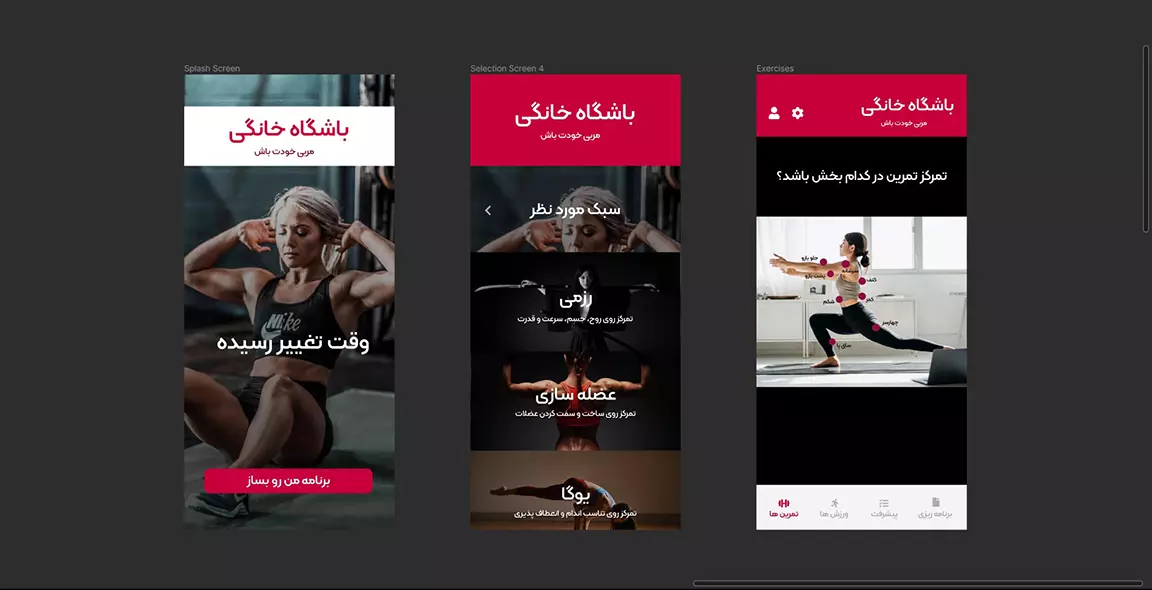 Splash Screen
باشگاه خانگی
مربی خودت باش
NIKE
وقت تغییر رسیده
برنامه من رو بساز
Selection Screen 4
باشگاه خانگی
مربی خودت باش
سبک مورد نظر
رزمی
تمرکز روی روح، جسم، سرعت و قدرت
عضله سازی
تمرکز روی ساخت و سفت کردن عضلات
یوگا
تمرکز روی تناسب اندام و انعطاف پذیری
Exercises
باشگاه خانگی
مربی خودت باش
تمرکز تمرین در کدام بخش باشد؟
جلو بازو
سرشانه
پشت بازو
کتف
کمر
شکم
چهارسر
ساق پا
تمرین ها
ورزش ها
پیشرفت
برنامه ریزی